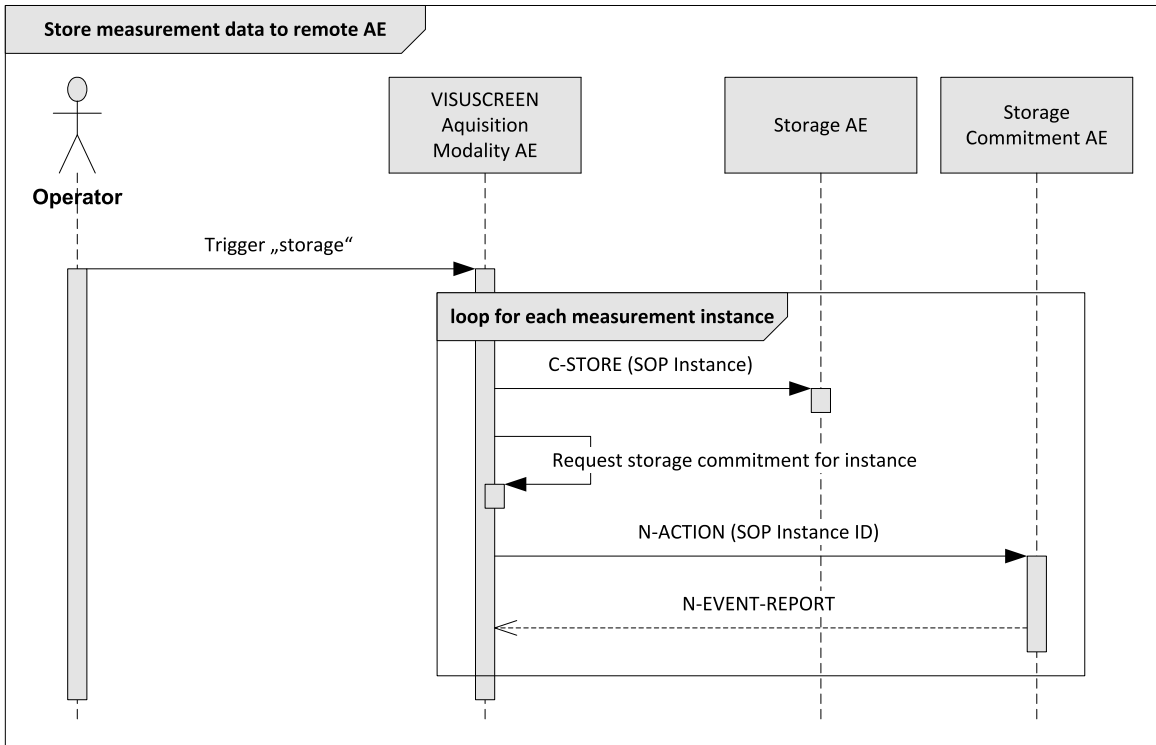 Store measurement data to remote AE
Operator
VISUSCREEN
Aquisition
Modality AE
Storage AE
Storage
Commitment AE
Trigger „storage“
loop for each measurement instance
C-STORE (SOP Instance)
Request storage commitment for instance
N-ACTION (SOP Instance ID)
N-EVENT-REPORT